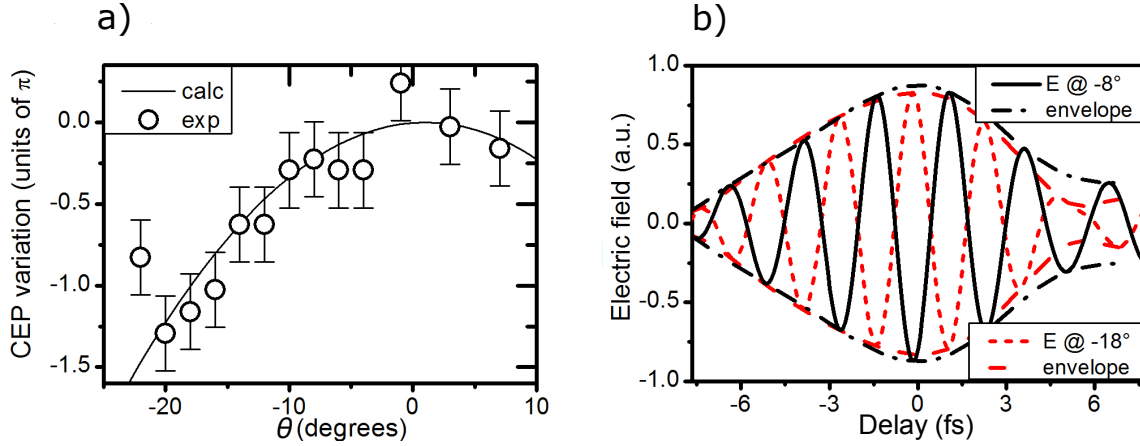 a)
CEP variation (units of π)
calc
exp
0.0
-0.5
-1.0
-1.5
-20
-10
0
10
θ(degrees)
b)
Electric field (a.u.)
1.0
0.5
0.0
-0.5
-1.0
E @ -8°
envelope
E @ -18°
envelope
-6
-3
0
3
6
Delay (fs)